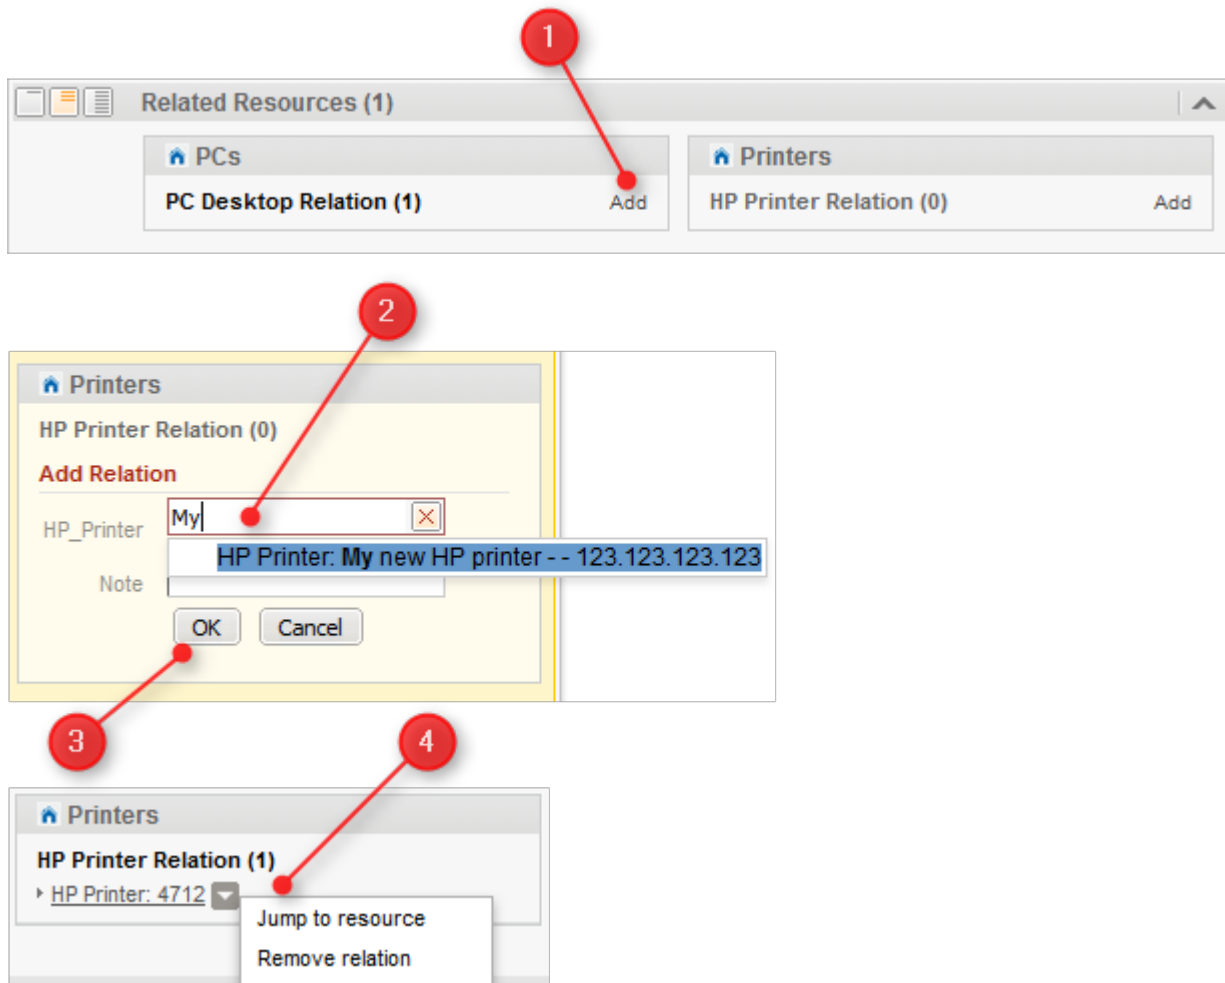 1
Related Resources (1)
PCs
Printers
PC Desktop Relation (1) Add
HP Printer Relation (0) Add
2
Printers
HP Printer Relation (0)
Add Relation
HP_Printer My
HP Printer: My new HP printer - - 123.123.123.123
Note
OK Cancel
3
4
Printers
HP Printer Relation (1)
HP Printer: 4712
Jump to resource
Remove relation